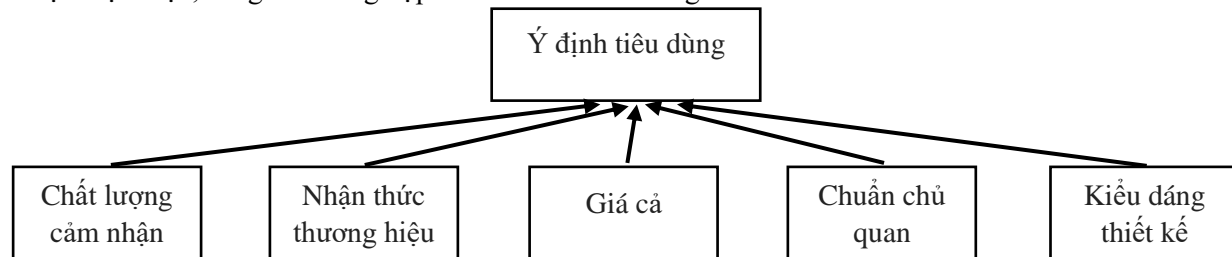 Ý định tiêu dùng
Chất lượng
cảm nhận
Nhận thức
thương hiệu
Giá cả
Chuẩn chủ
quan
Kiểu dáng
thiết kế